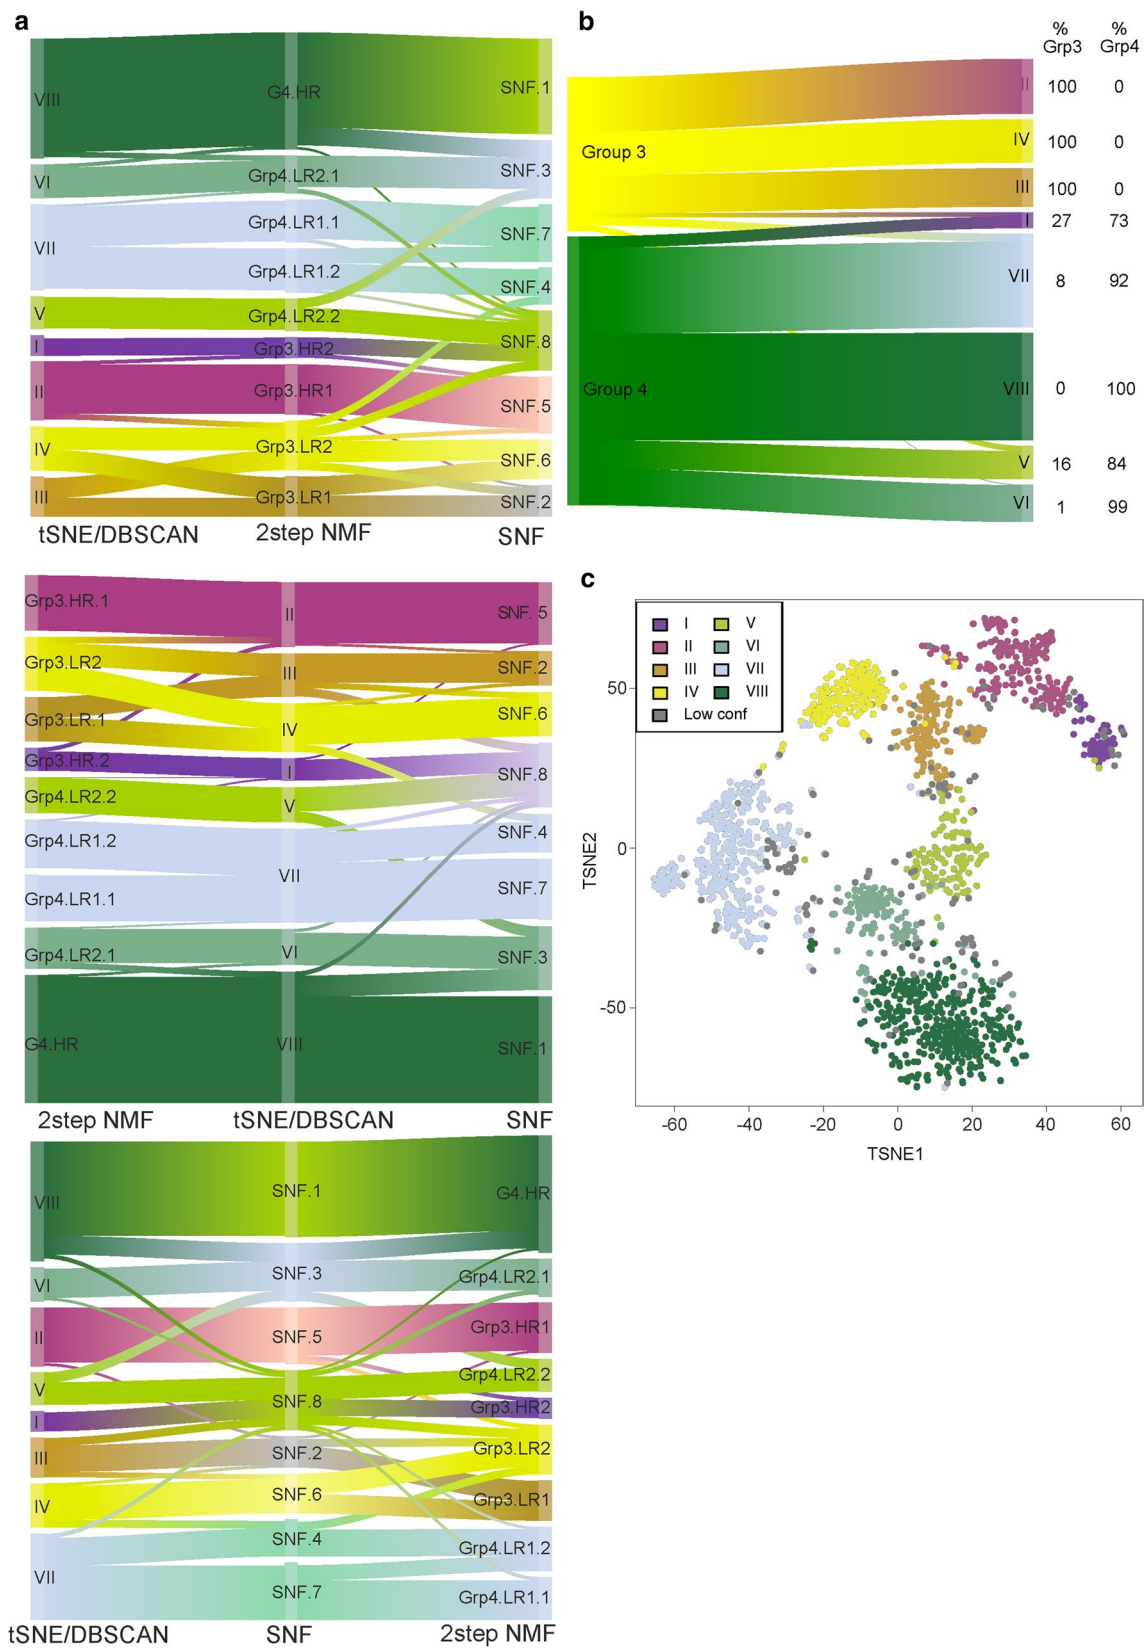 a
VIII
VI
VII
V
I
II
IV
III
G4.HR
Grp4.LR2.1
Grp4.LR1.1
Grp4.LR1.2
Grp4.LR2.2
Grp3.HR2
Grp3.HR1
Grp3.LR2
Grp3.LR1
SNF.1
SNF.3
SNF.7
SNF.4
SNF.8
SNF.5
SNF.6
SNF.2
tSNE/DBSCAN
2step NMF
SNF
Grp3.HR.1
Grp3.LR2
Grp3.LR.1
Grp3.HR.2
Grp4.LR2.2
Grp4.LR1.2
Grp4.LR1.1
Grp4.LR2.1
G4.HR
II
III
IV
I
V
VII
VI
VIII
SNF. 5
SNF.2
SNF.6
SNF.8
SNF.4
SNF.7
SNF.3
SNF.1
2step NMF
tSNE/DBSCAN
SNF
VIII
VI
II
V
I
III
IV
VII
SNF.1
SNF.3
SNF.5
SNF.8
SNF.2
SNF.6
SNF.4
SNF.7
G4.HR
Grp4.LR2.1
Grp3.HR1
Grp4.LR2.2
Grp3.HR2
Grp3.LR2
Grp3.LR1
Grp4.LR1.2
Grp4.LR1.1
tSNE/DBSCAN
SNF
2step NMF
b
% Grp3
% Grp4
Group 3
Group 4
II 100 0
IV 100 0
III 100 0
I 27 73
VII 8 92
VIII 0 100
V 16 84
VI 1 99
c
I V
II VI
III VII
IV VIII
Low conf
TSNE2
50
0
-50
-60 -40 -20 0 20 40 60
TSNE1